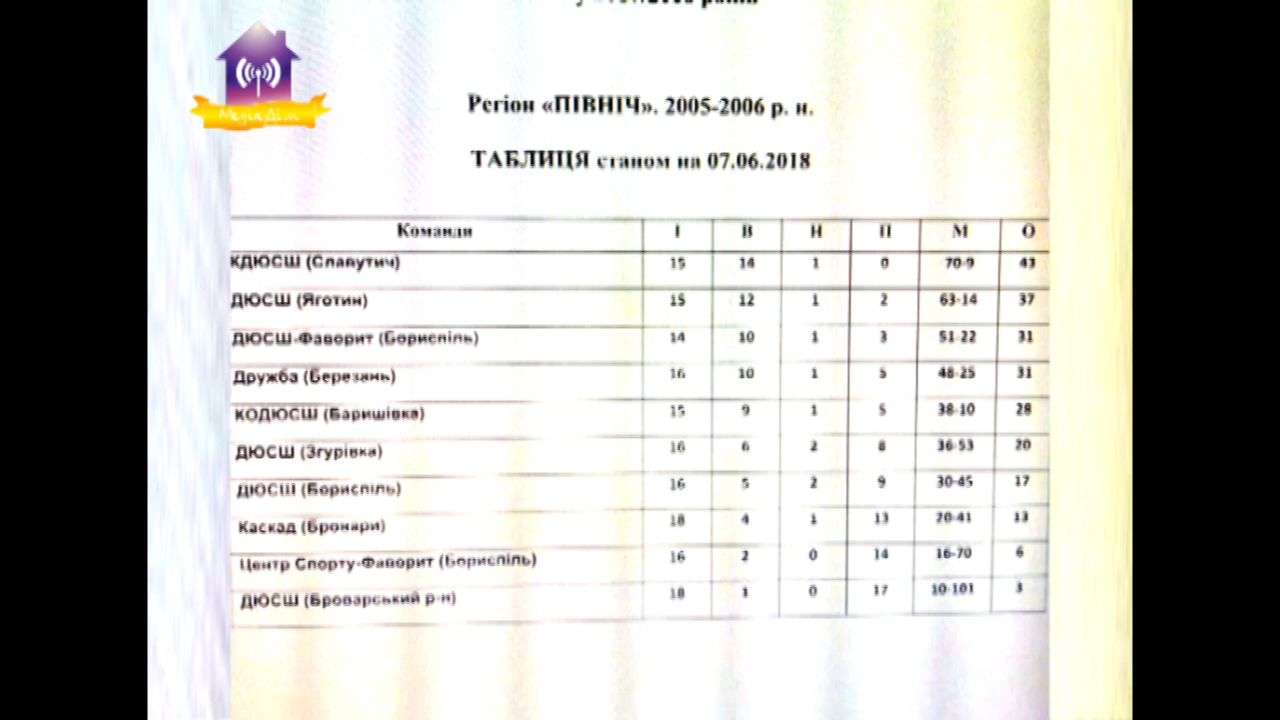 Медіа Дім
Регіон «ПІВНІЧ». 2005-2006 р. н.
ТАБЛИЦЯ станом на 07.06.2018
Команди І В Н П М О
КДЮСШ (Славутич) 15 14 1 0 70-9 43
ДЮСШ (Яготин) 15 12 1 2 63-14 37
ДЮСШ-Фаворит (Бориспіль) 14 10 1 3 51-22 31
Дружба (Березань) 16 10 1 5 48-25 31
КОДЮСШ (Баришівка) 15 9 1 5 38-10 28
ДЮСШ (Згурівка) 16 6 2 8 36-53 20
ДЮСШ (Бориспіль) 16 5 2 9 30-45 17
Каскад (Бровари) 18 4 1 13 20-41 13
Центр Спорту-Фаворит (Бориспіль) 16 2 0 14 16-70 6
ДЮСШ (Броварський р-н) 18 1 0 17 10-101 3